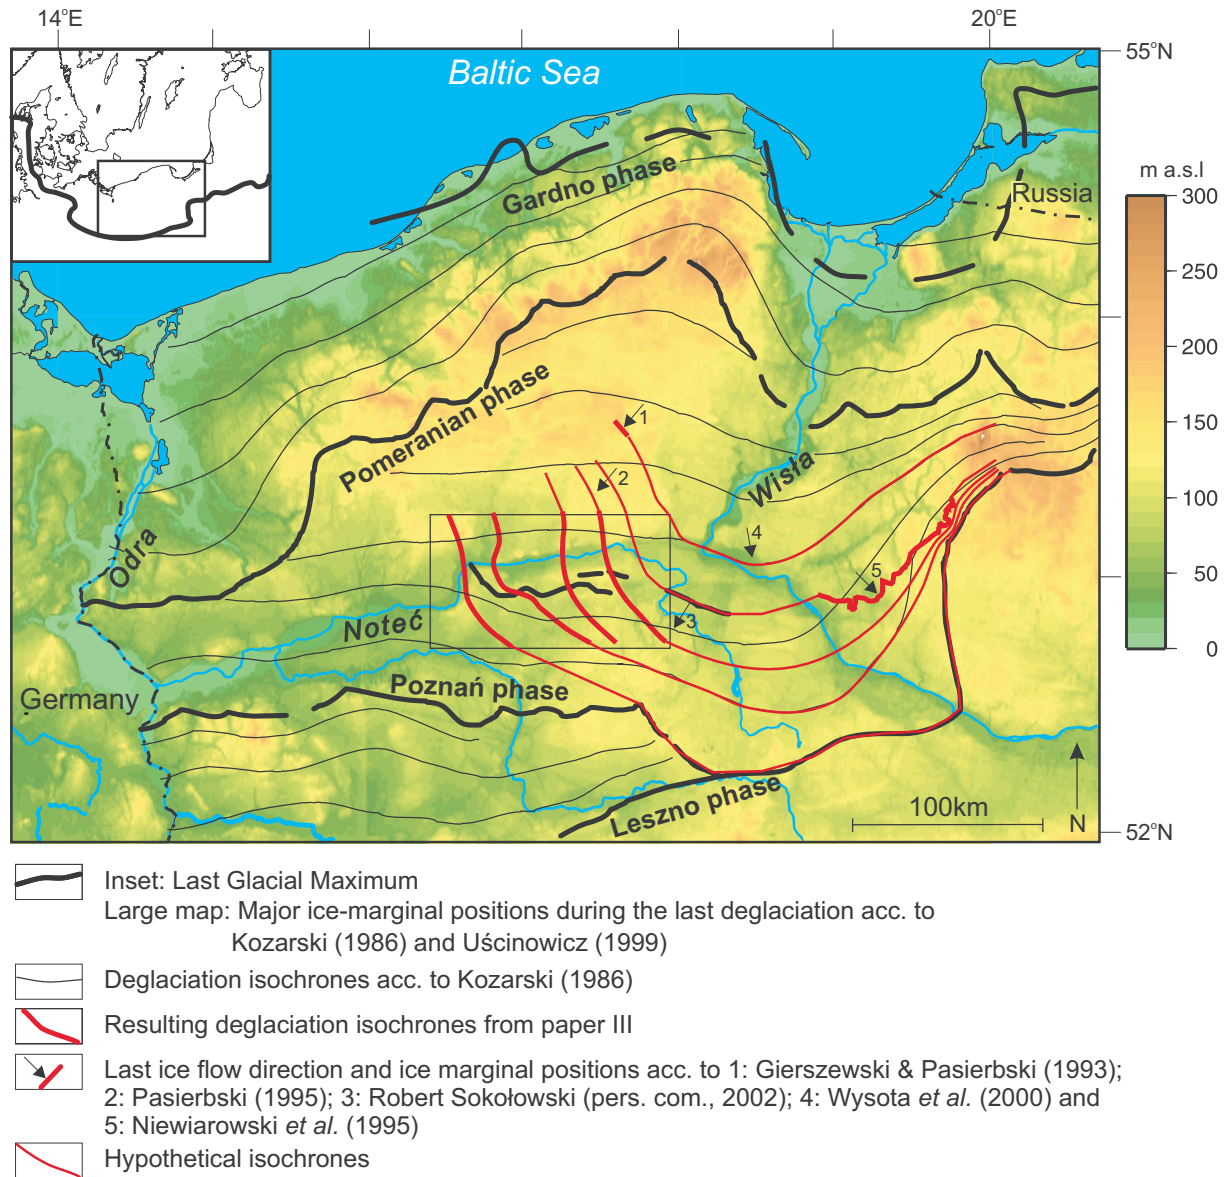 14°E
20°E
55°N
Baltic Sea
m a.s.l
300
Russia
Gardno phase
250
200
Pomeranian phase
1
150
2
Wisła
100
4
Odra
5
50
3
Noteć
0
Poznań phase
Germany
Leszno phase
100km
N
52°N
Inset: Last Glacial Maximum
Large map: Major ice-marginal positions during the last deglaciation acc. to
Kozarski (1986) and Uścinowicz (1999)
Deglaciation isochrones acc. to Kozarski (1986)
Resulting deglaciation isochrones from paper III
Last ice flow direction and ice marginal positions acc. to 1: Gierszewski & Pasierbski (1993);
2: Pasierbski (1995); 3: Robert Sokołowski (pers. com., 2002); 4: Wysota et al. (2000) and
5: Niewiarowski et al. (1995)
Hypothetical isochrones